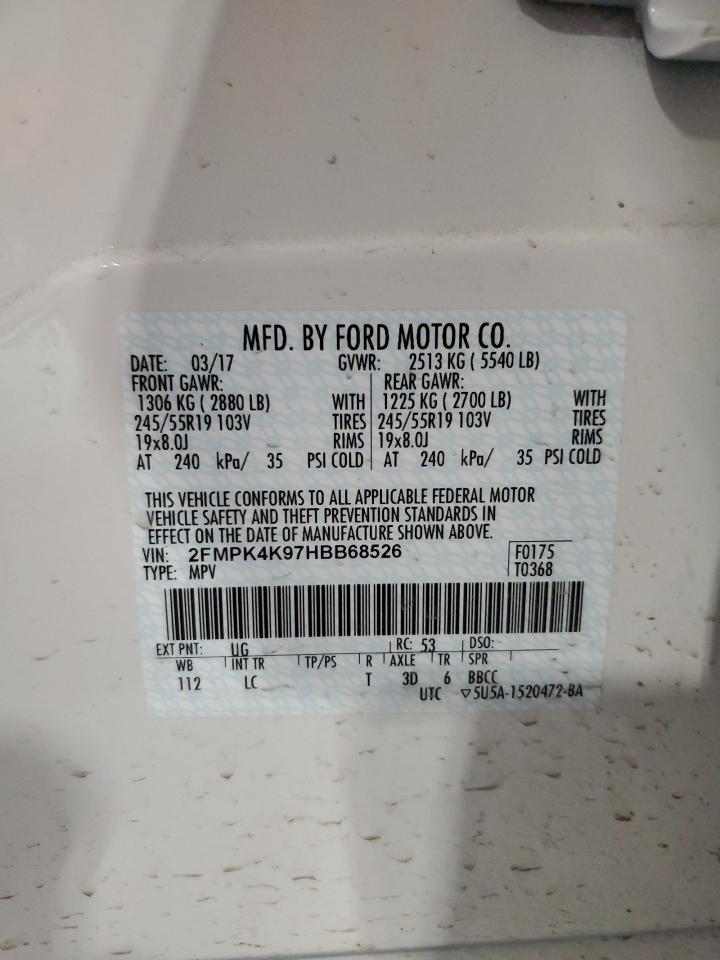 MFD. BY FORD MOTOR CO.
DATE: 03/17 GVWR: 2513 KG ( 5540 LB)
FRONT GAWR: REAR GAWR:
1306 KG ( 2880 LB) WITH 1225 KG ( 2700 LB) WITH
245/55R19 103V TIRES 245/55R19 103V TIRES
19x8.0J RIMS 19x8.0J RIMS
AT 240 kPa/ 35 PSI COLD AT 240 kPa/ 35 PSI COLD
THIS VEHICLE CONFORMS TO ALL APPLICABLE FEDERAL MOTOR
VEHICLE SAFETY AND THEFT PREVENTION STANDARDS IN
EFFECT ON THE DATE OF MANUFACTURE SHOWN ABOVE.
VIN: 2FMPK4K97HBB68526 F0175
TYPE: MPV T0368
EXT PNT: UG RC: 53 DSO:
WB INT TR TP/PS R AXLE TR SPR
112 LC T 3D 6 BBCC
UTC ▽5U5A-1520472-BA